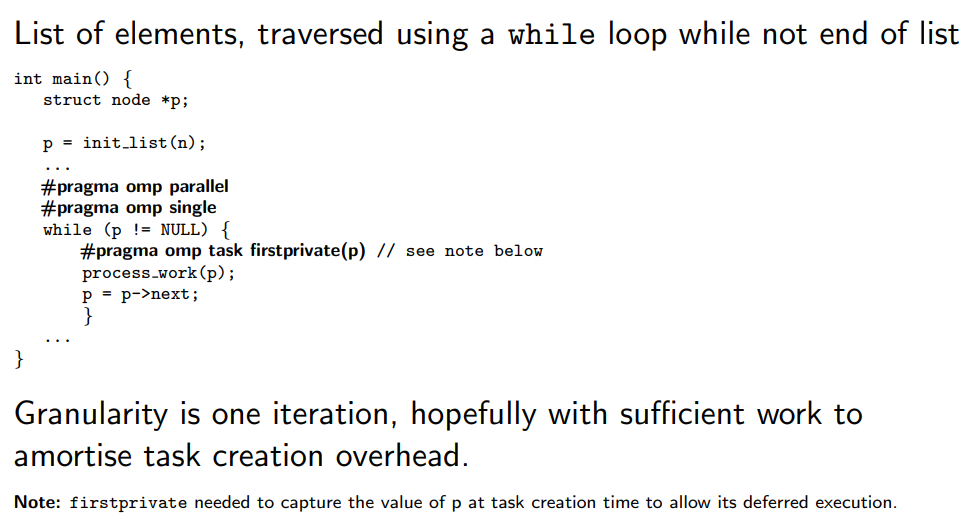 List of elements, traversed using a while loop while not end of list
int main() {
struct node *p;
p = init_list(n);
...
#pragma omp parallel
#pragma omp single
while (p != NULL) {
#pragma omp task firstprivate(p) // see note below
process_work(p);
p = p->next;
}
...
}
Granularity is one iteration, hopefully with sufficient work to
amortise task creation overhead.
Note: firstprivate needed to capture the value of p at task creation time to allow its deferred execution.